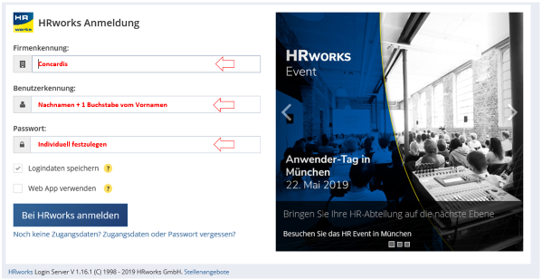 HR
works
HRworks Anmeldung
Firmenkennung:
Concardis
Benutzerkennung:
Nachnamen + 1 Buchstabe vom Vornamen
Passwort:
Individuell festzulegen
Logindaten speichern ?
Web App verwenden ?
Bei HRworks anmelden
Noch keine Zugangsdaten? Zugangsdaten oder Passwort vergessen?
HRWORKS
Event
Anwender-Tag in
München
22. Mai 2019
Bringen Sie Ihre HR-Abteilung auf die nächste Ebene
Besuchen Sie das HR Event in München
HRworks Login Server V 1.16.1 (C) 1998 - 2019 HRworks GmbH. Stellenangebote